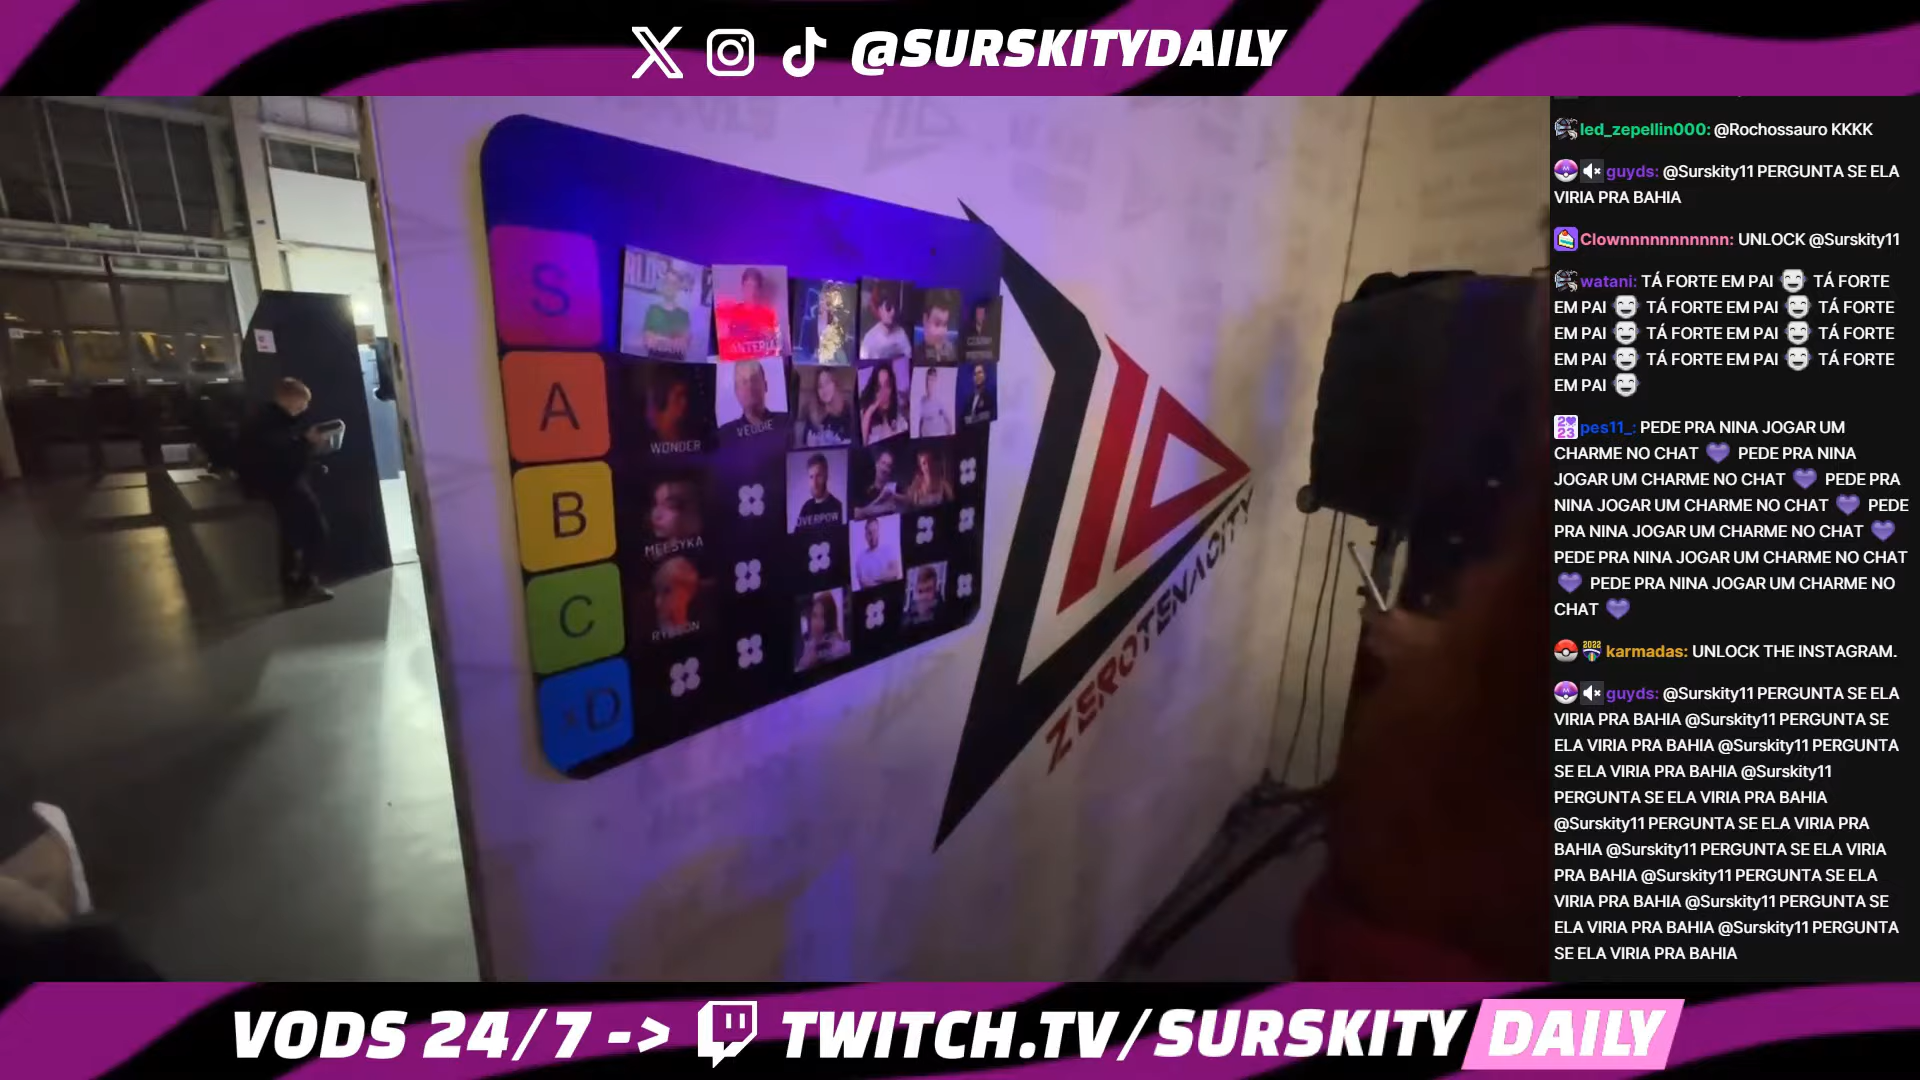 @SURSKITYDAILY
led_zepellin000: @Rochossauro KKKK
guyds: @Surskity11 PERGUNTA SE ELA
VIRIA PRA BAHIA
Clownnnnnnnnnnn: UNLOCK @Surskity11
watani: TÁ FORTE EM PAI TÁ FORTE
EM PAI TÁ FORTE EM PAI TÁ FORTE
EM PAI TÁ FORTE EM PAI TÁ FORTE
EM PAI TÁ FORTE EM PAI TÁ FORTE
EM PAI
pes11_: PEDE PRA NINA JOGAR UM
CHARME NO CHAT PEDE PRA NINA
JOGAR UM CHARME NO CHAT PEDE PRA
NINA JOGAR UM CHARME NO CHAT PEDE
PRA NINA JOGAR UM CHARME NO CHAT
PEDE PRA NINA JOGAR UM CHARME NO CHAT
PEDE PRA NINA JOGAR UM CHARME NO
CHAT
karmadas: UNLOCK THE INSTAGRAM.
guyds: @Surskity11 PERGUNTA SE ELA
VIRIA PRA BAHIA @Surskity11 PERGUNTA SE
ELA VIRIA PRA BAHIA @Surskity11 PERGUNTA
SE ELA VIRIA PRA BAHIA @Surskity11
PERGUNTA SE ELA VIRIA PRA BAHIA
@Surskity11 PERGUNTA SE ELA VIRIA PRA
BAHIA @Surskity11 PERGUNTA SE ELA VIRIA
PRA BAHIA @Surskity11 PERGUNTA SE ELA
VIRIA PRA BAHIA @Surskity11 PERGUNTA SE
ELA VIRIA PRA BAHIA @Surskity11 PERGUNTA
SE ELA VIRIA PRA BAHIA
S
A
WONDER
VEGGIE
B
MEESYKA
OVERPOW
C
D
ZEROTENACITY
VODS 24/7 -> TWITCH.TV/SURSKITY DAILY